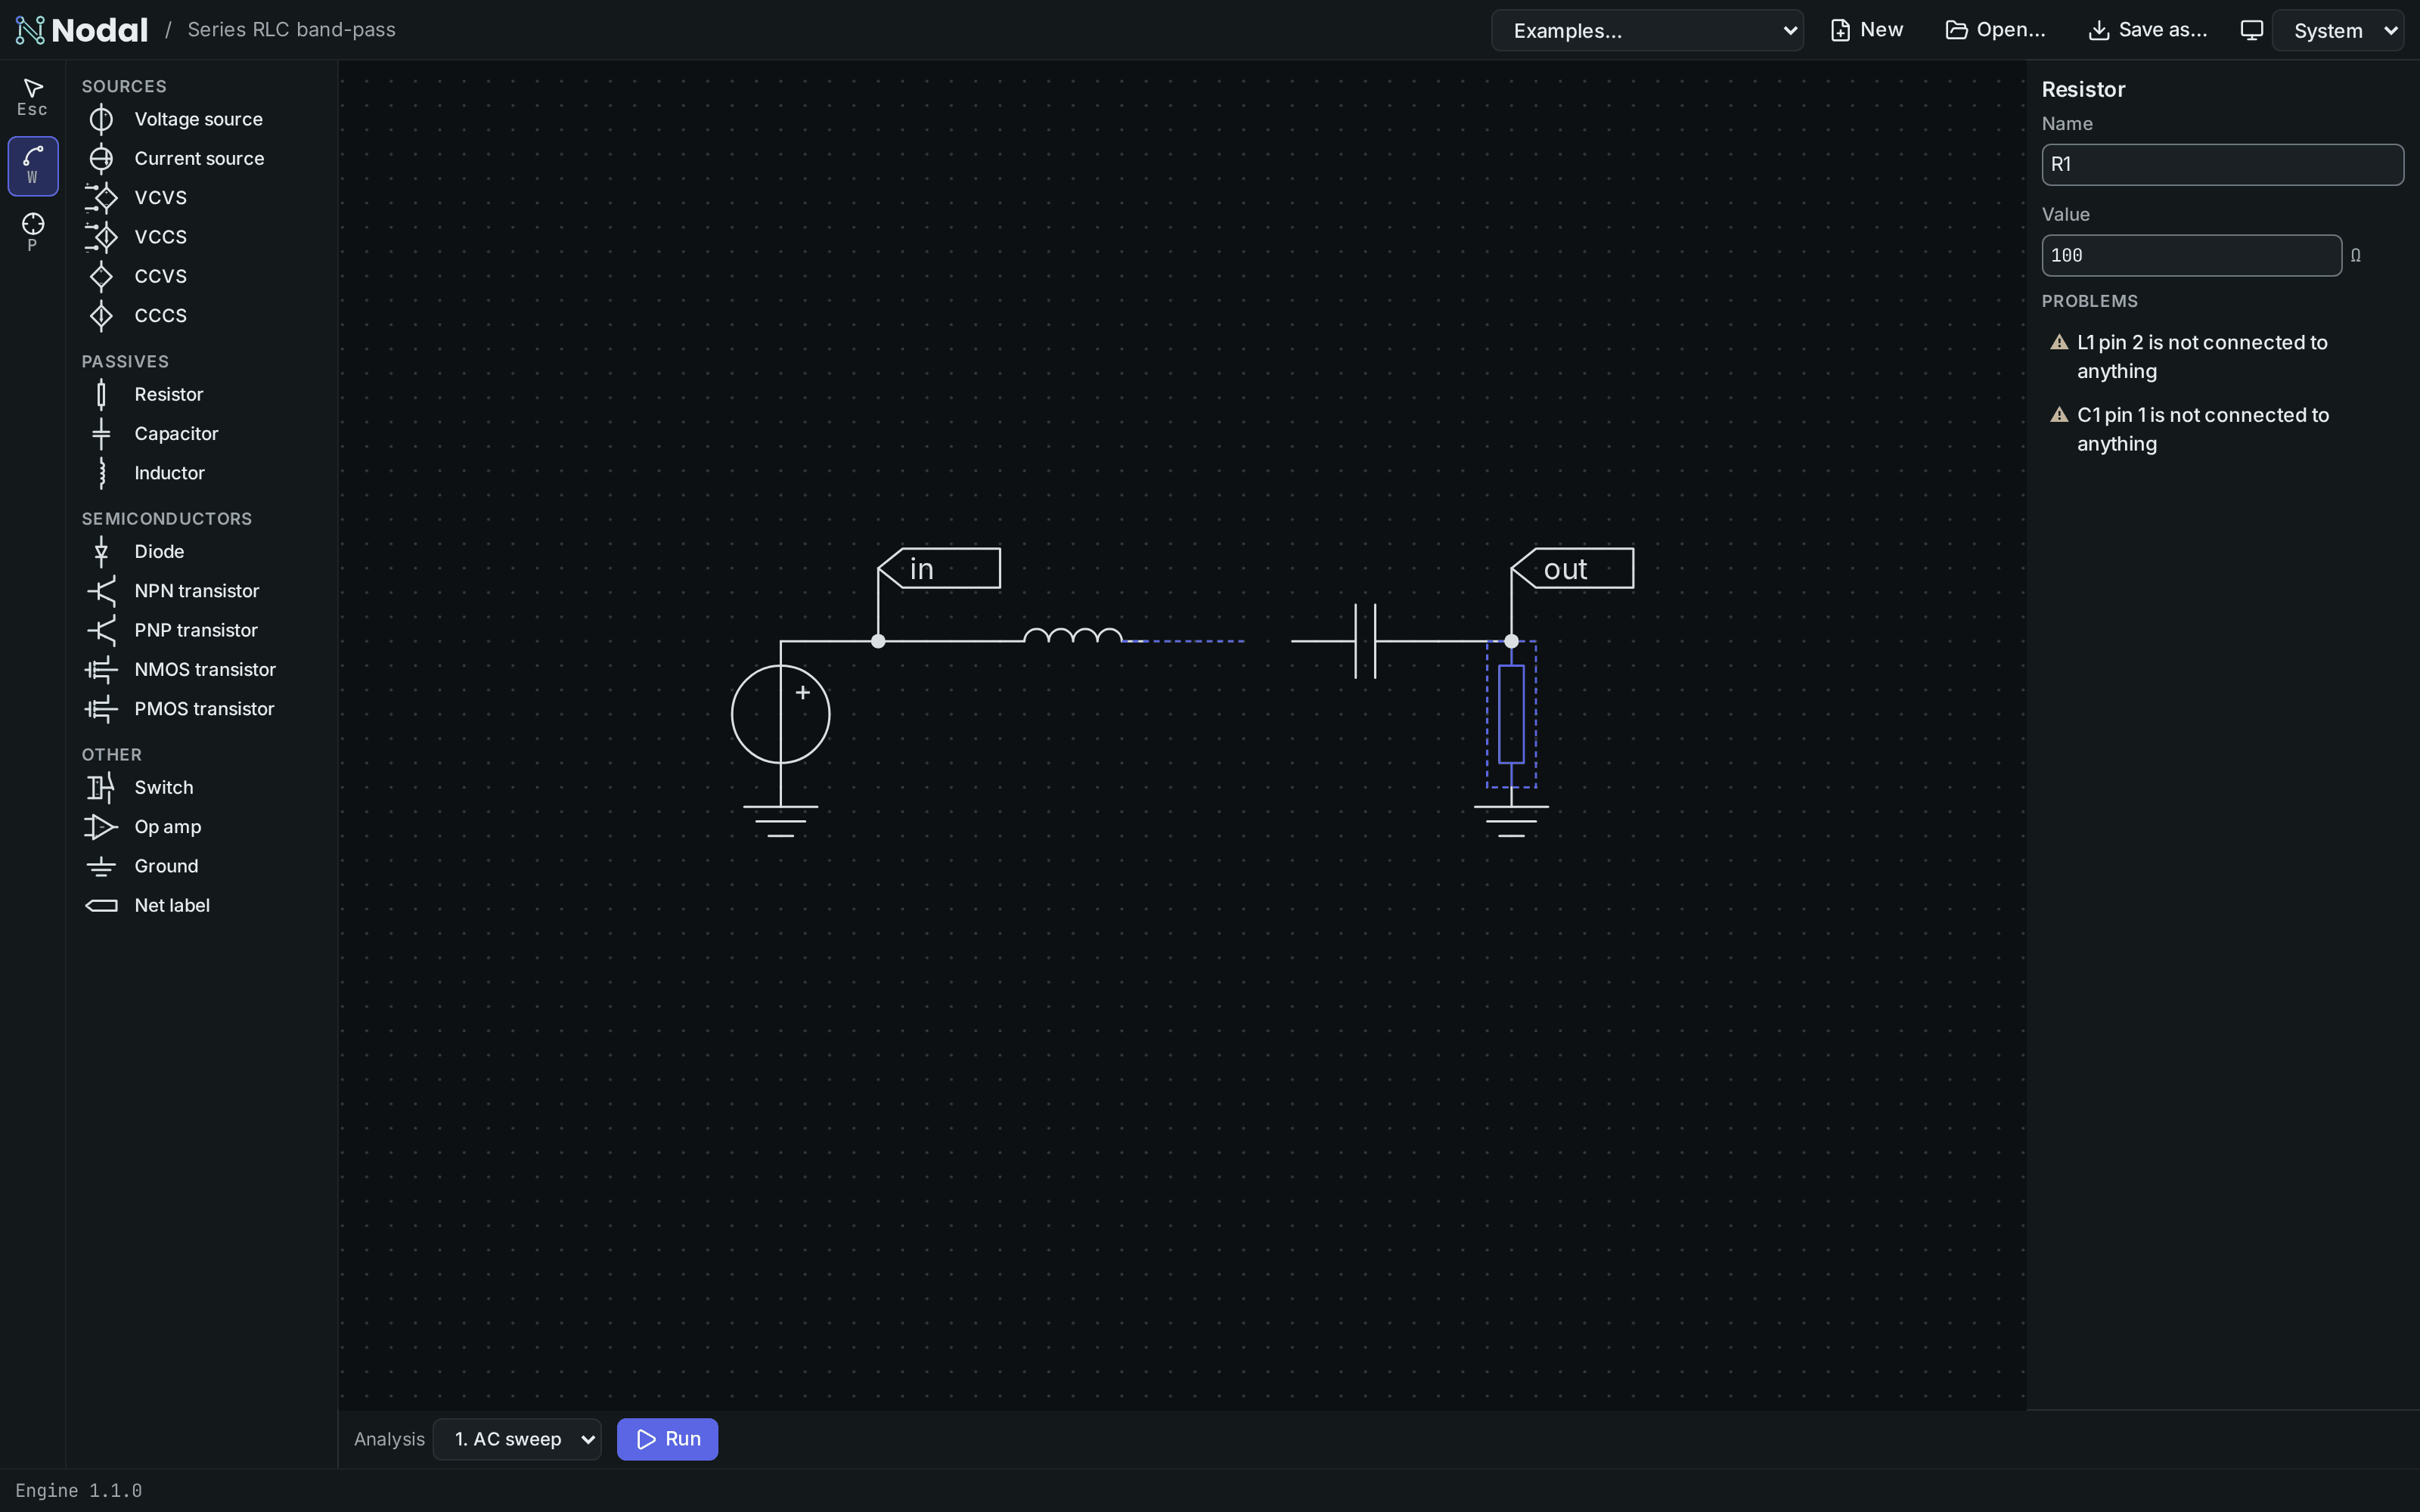 Nodal / Series RLC band-pass
Examples...
New
Open...
Save as...
System
Esc
W
P
SOURCES
Voltage source
Current source
VCVS
VCCS
CCVS
CCCS
PASSIVES
Resistor
Capacitor
Inductor
SEMICONDUCTORS
Diode
NPN transistor
PNP transistor
NMOS transistor
PMOS transistor
OTHER
Switch
Op amp
Ground
Net label
in
out
+
Resistor
Name
R1
Value
100 Ω
PROBLEMS
L1 pin 2 is not connected to
anything
C1 pin 1 is not connected to
anything
Analysis
1. AC sweep
Run
Engine 1.1.0